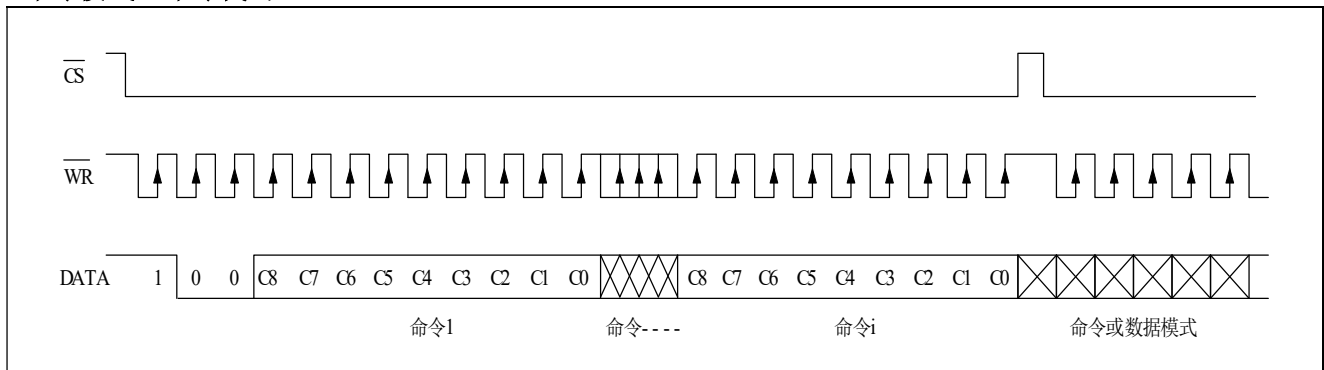 CS
WR
DATA 1 0 0 C8 C7 C6 C5 C4 C3 C2 C1 C0 C8 C7 C6 C5 C4 C3 C2 C1 C0
命令1 命令---- 命令i 命令或数据模式